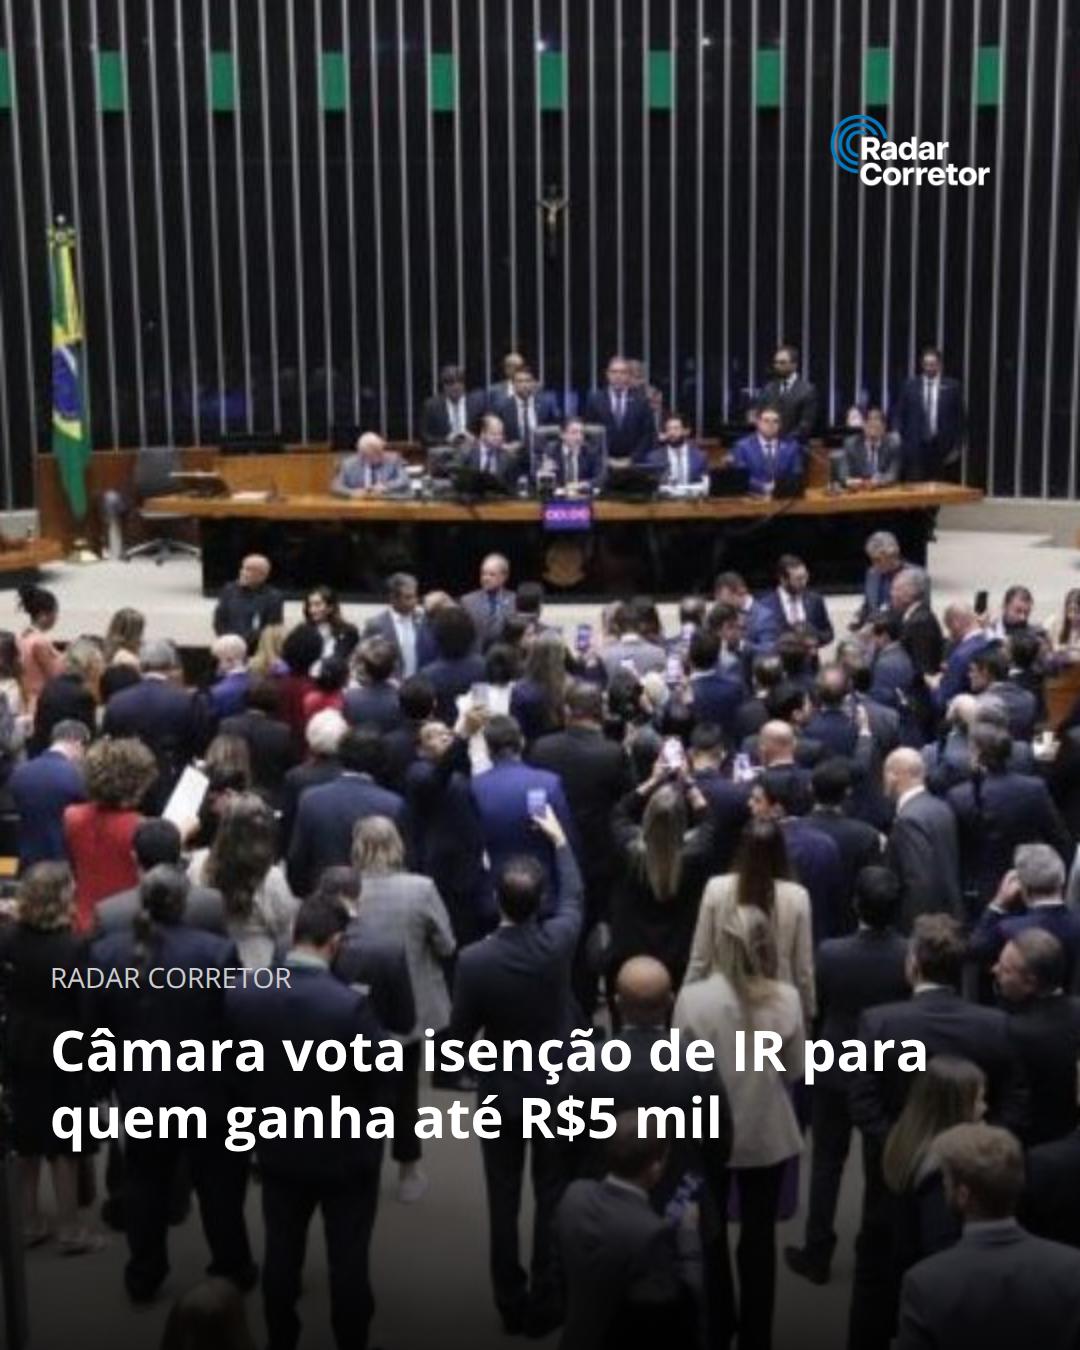 Radar
Corretor
RADAR CORRETOR
Câmara vota isenção de IR para
quem ganha até R$5 mil